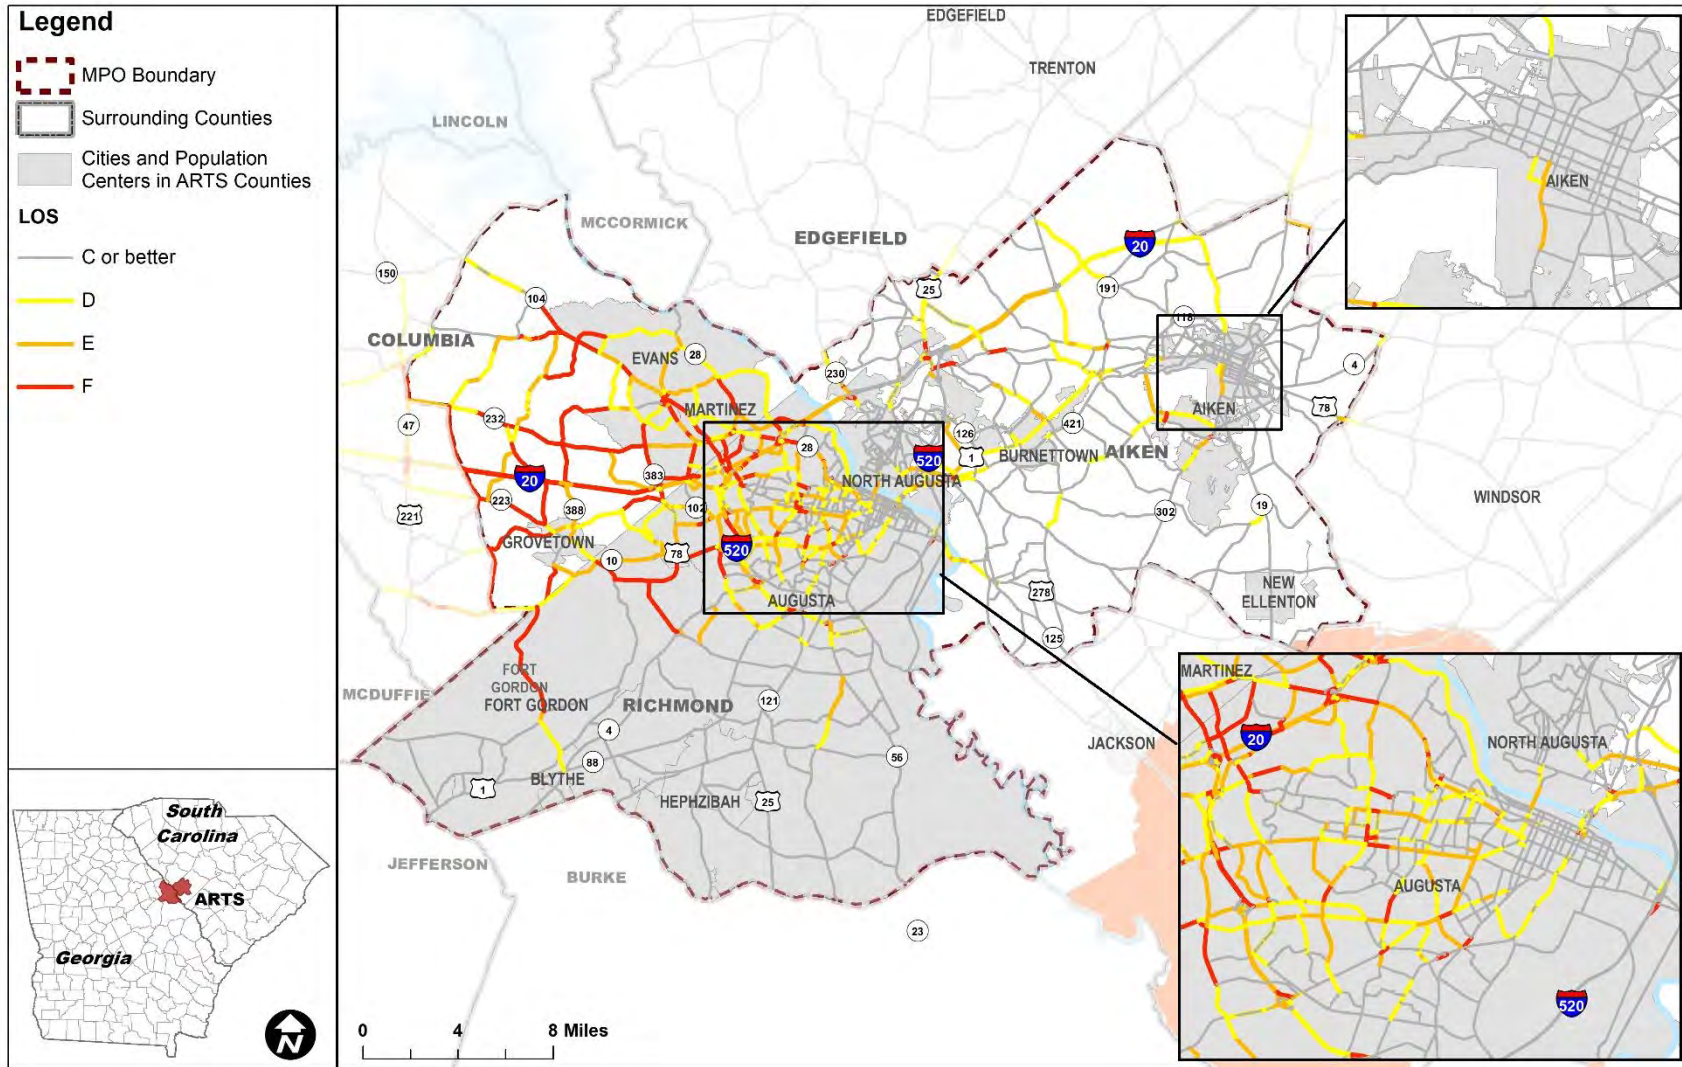 Legend
MPO Boundary
Surrounding Counties
Cities and Population
Centers in ARTS Counties
LOS
C or better
D
E
F
South
Carolina
ARTS
Georgia
N
0 4 8 Miles
EDGEFIELD
TRENTON
LINCOLN
MCCORMICK
EDGEFIELD
20
150
25
191
104
118
COLUMBIA
EVANS
28
230
4
MARTINEZ
AIKEN
78
232
47
126
421
28
1
BURNETTOWN
AIKEN
520
383
20
NORTH AUGUSTA
WINDSOR
223
388
102
302
19
221
GROVETOWN
520
78
10
NEW
ELLENTON
278
AUGUSTA
125
FORT
GORDON
FORT GORDON
MCDUFFIE
RICHMOND
121
4
JACKSON
88
56
BLYTHE
1
HEPHZIBAH
25
JEFFERSON
BURKE
23
AIKEN
MARTINEZ
20
NORTH AUGUSTA
AUGUSTA
520